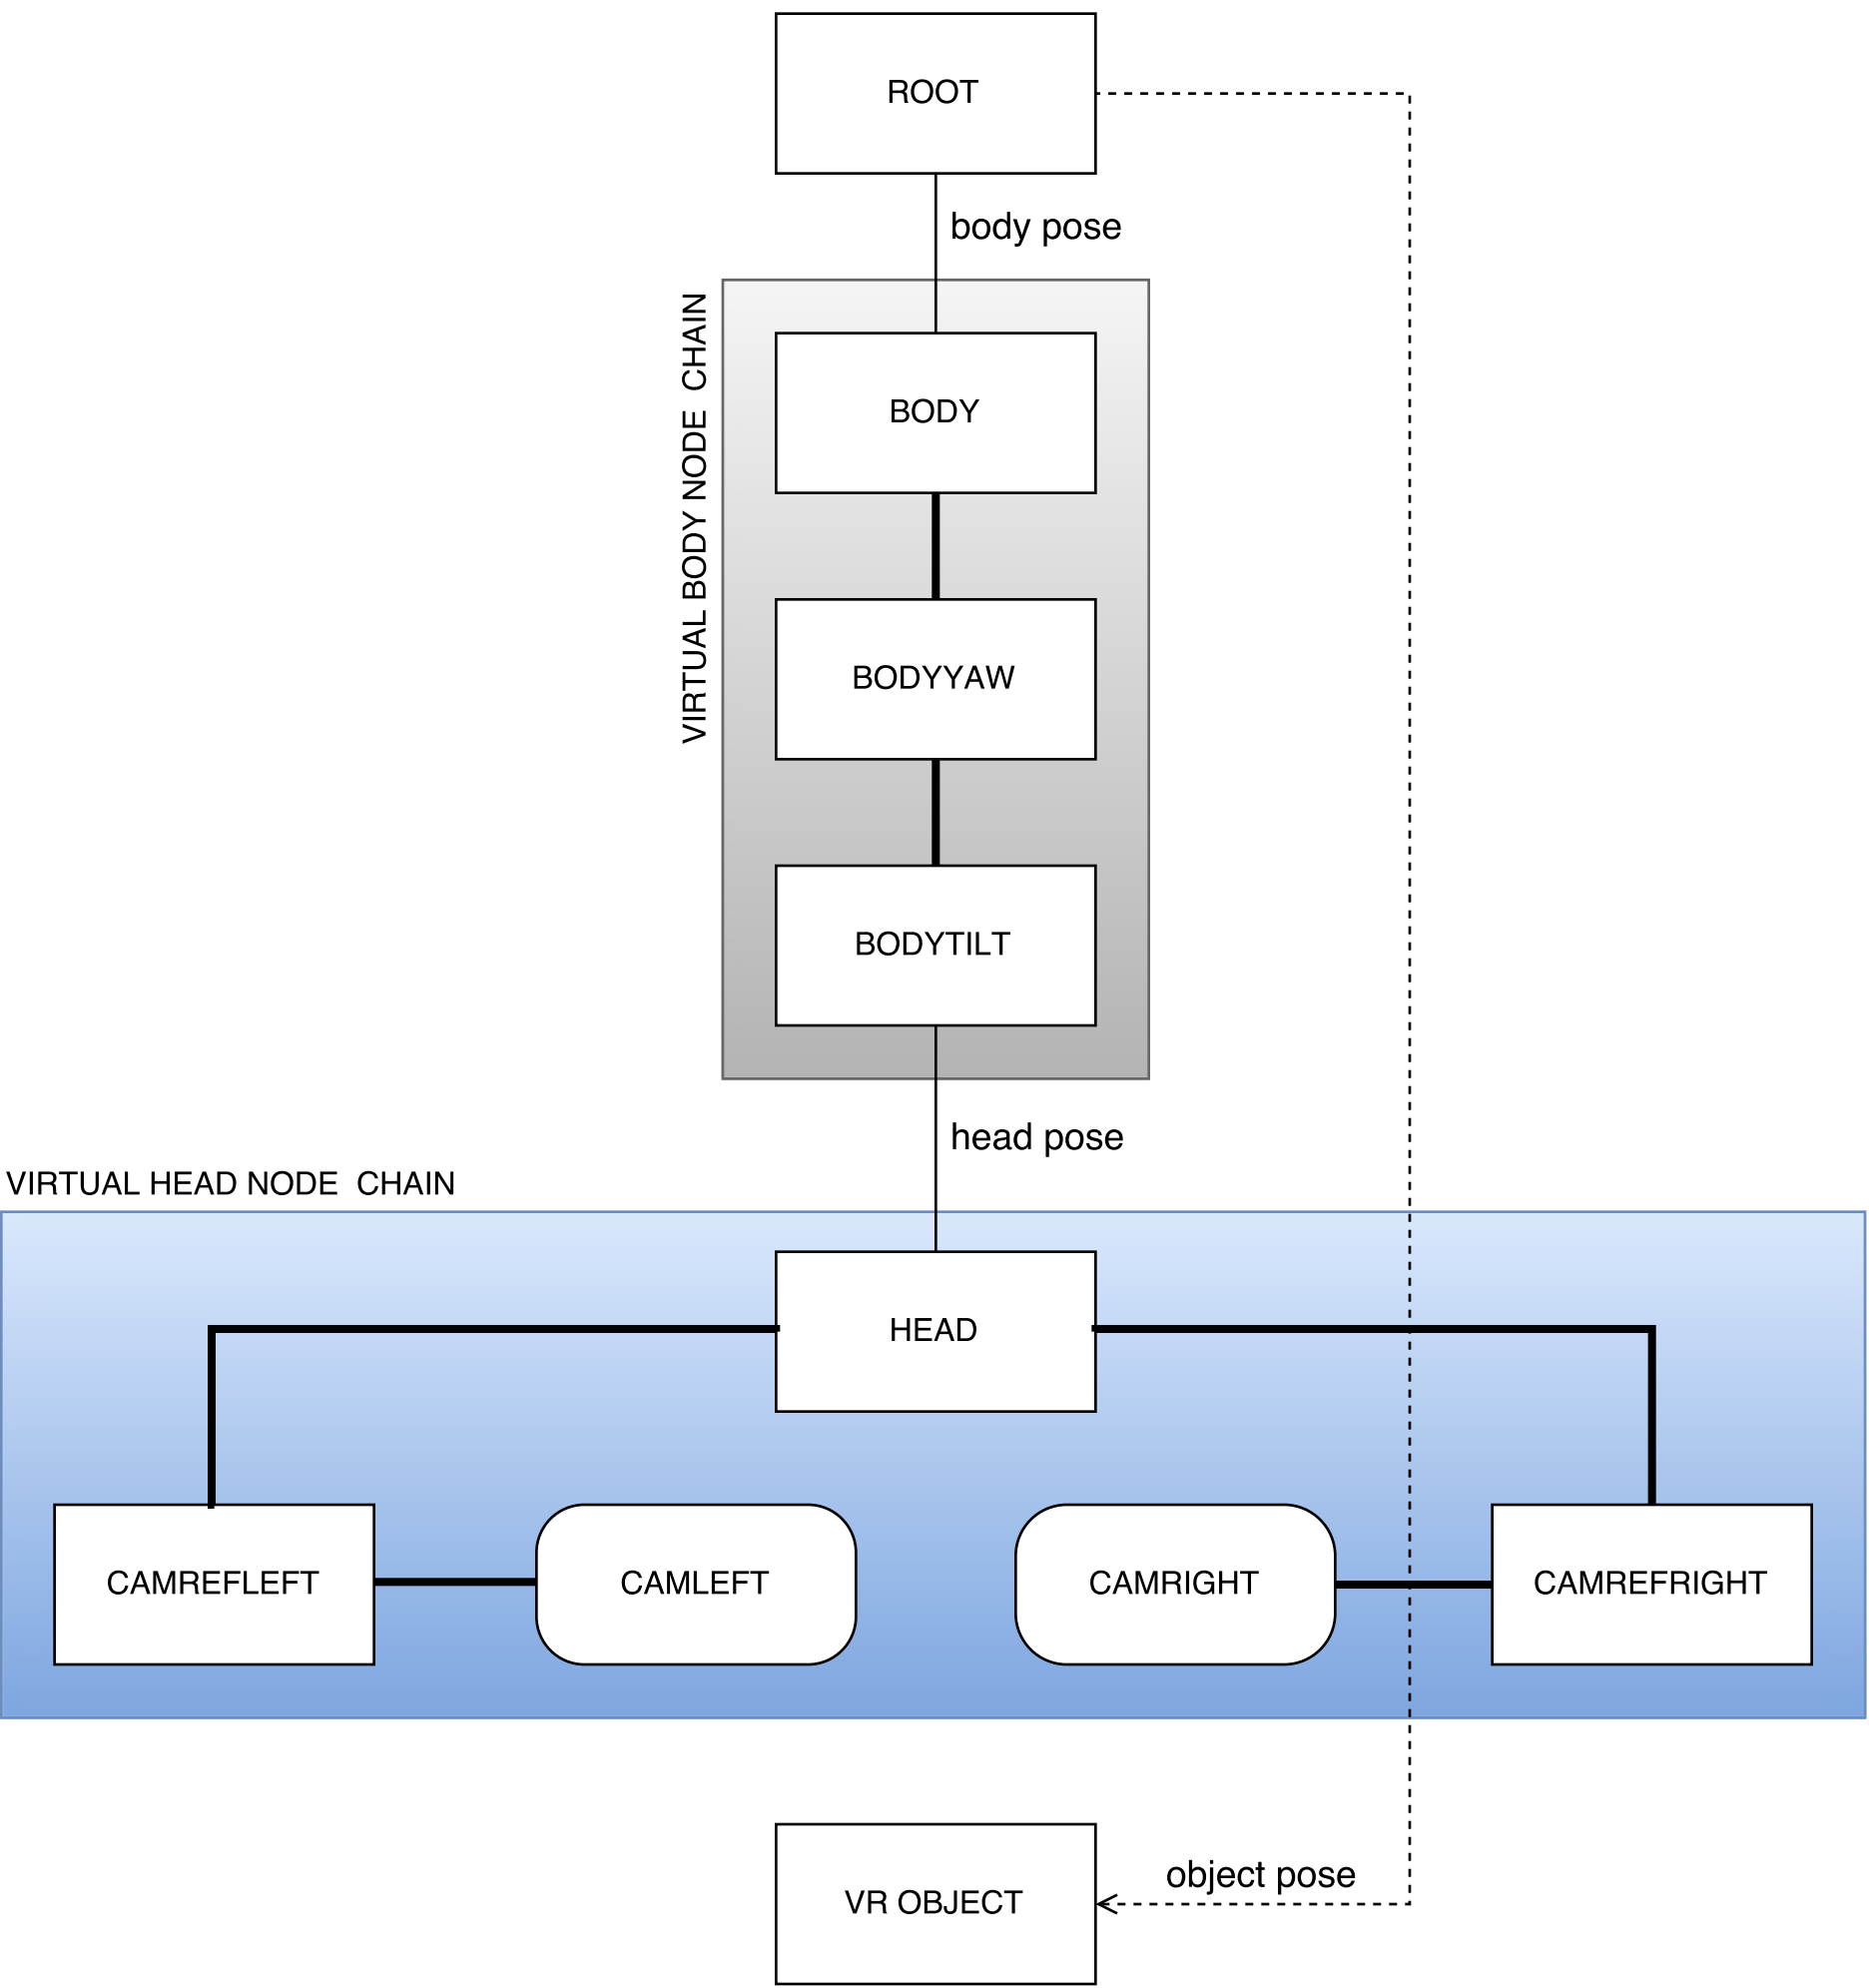 ROOT
body pose
VIRTUAL BODY NODE CHAIN
BODY
BODYYAW
BODYTILT
head pose
VIRTUAL HEAD NODE CHAIN
HEAD
CAMREFLEFT
CAMLEFT
CAMRIGHT
CAMREFRIGHT
object pose
VR OBJECT